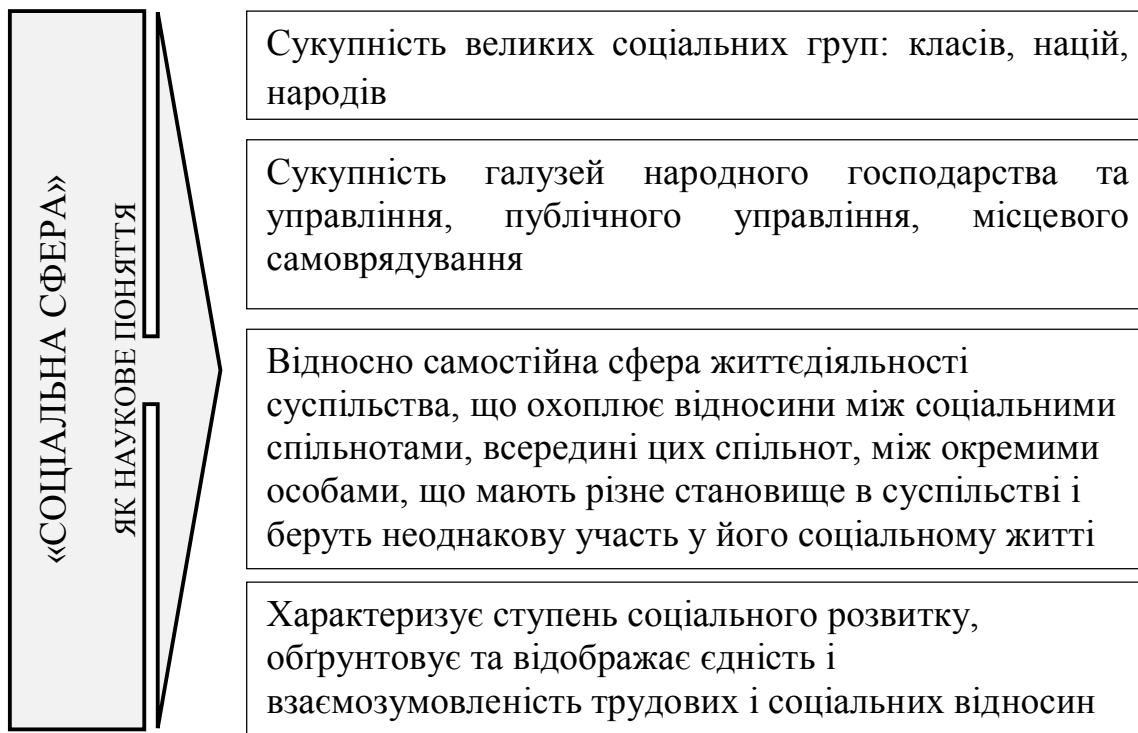 «СОЦІАЛЬНА СФЕРА»
ЯК НАУКОВЕ ПОНЯТТЯ
Сукупність великих соціальних груп: класів, націй,
народів
Сукупність галузей народного господарства та
управління, публічного управління, місцевого
самоврядування
Відносно самостійна сфера життєдіяльності
суспільства, що охоплює відносини між соціальними
спільнотами, всередині цих спільнот, між окремими
особами, що мають різне становище в суспільстві і
беруть неоднакову участь у його соціальному житті
Характеризує ступень соціального розвитку,
обґрунтовує та відображає єдність і
взаємозумовленість трудових і соціальних відносин